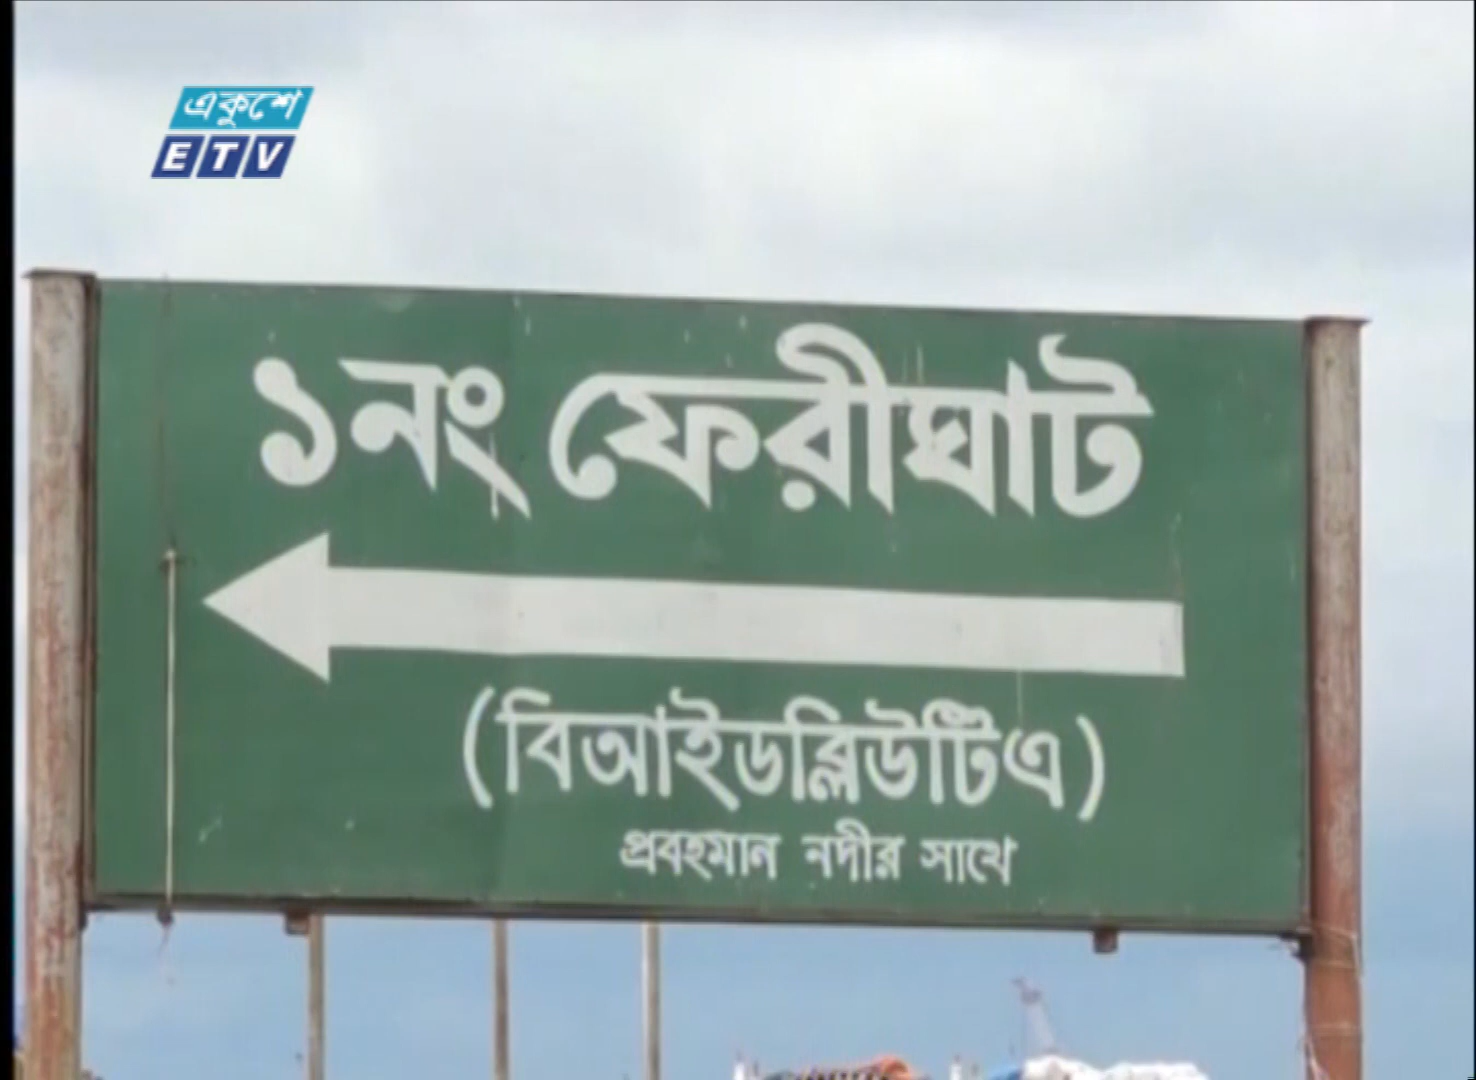 একুশে
ETV
১নং ফেরীঘাট
(বিআইডব্লিউটিএ)
প্রবহমান নদীর সাথে